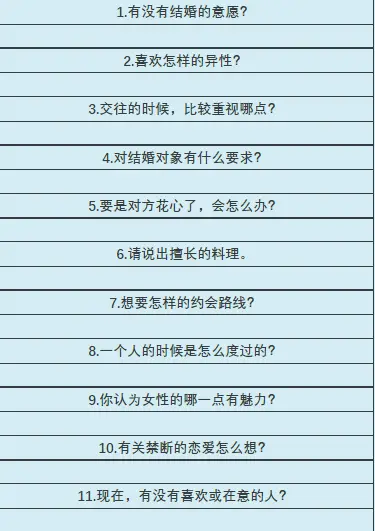 1.有没有结婚的意愿？
2.喜欢怎样的异性？
3.交往的时候，比较重视哪点？
4.对结婚对象有什么要求？
5.要是对方花心了，会怎么办？
6.请说出擅长的料理。
7.想要怎样的约会路线？
8.一个人的时候是怎么度过的？
9.你认为女性的哪一点有魅力？
10.有关禁断的恋爱怎么想？
11.现在，有没有喜欢或在意的人？